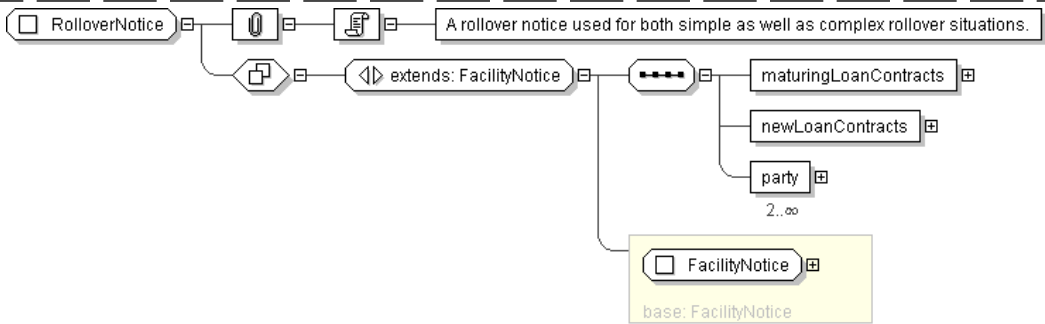 RolloverNotice
A rollover notice used for both simple as well as complex rollover situations.
extends: FacilityNotice
maturingLoanContracts
newLoanContracts
party
2..∞
FacilityNotice
base: FacilityNotice